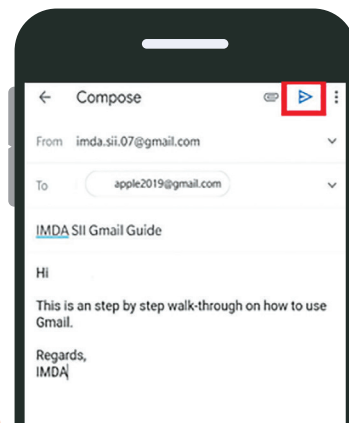 Compose
From imda.sii.07@gmail.com
To apple2019@gmail.com
IMDA SII Gmail Guide
Hi
This is an step by step walk-through on how to use
Gmail.
Regards,
IMDA